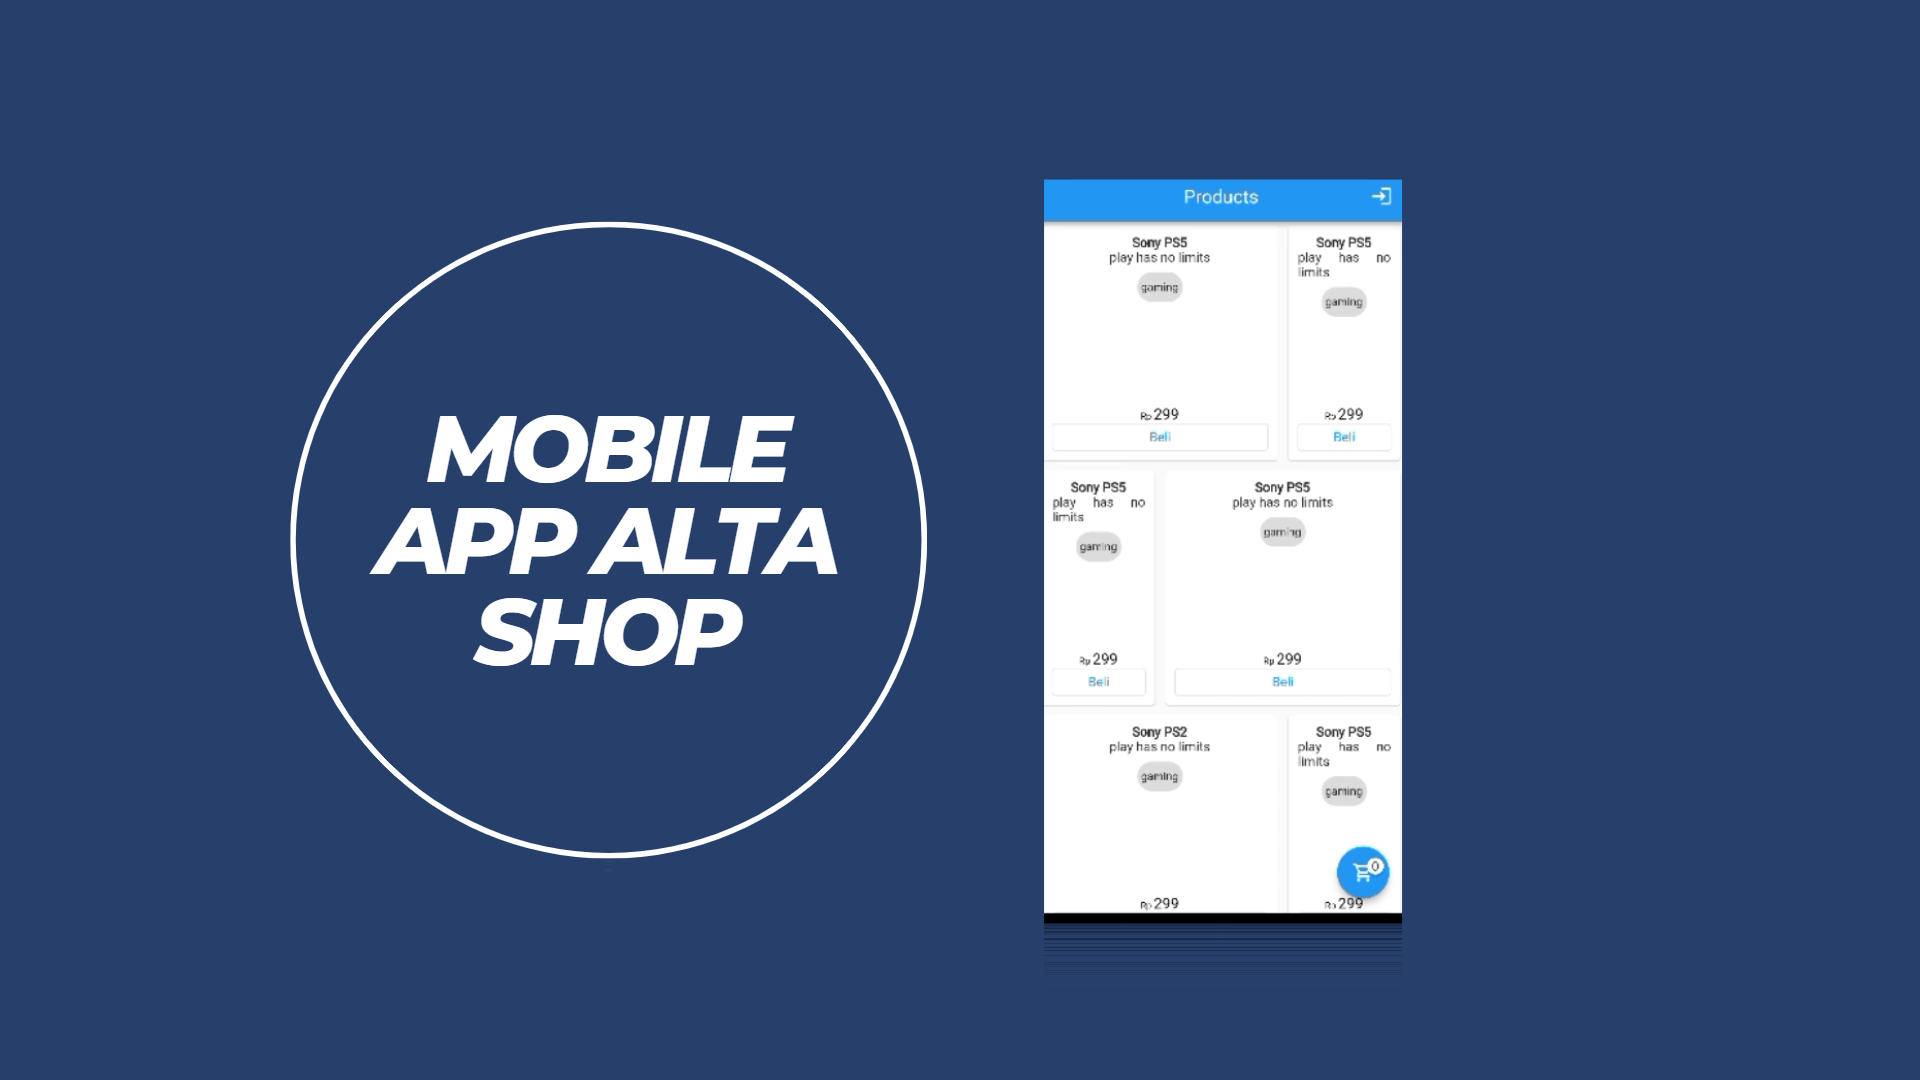 MOBILE
APP ALTA
SHOP
Products
Sony PS5
play has no limits
gaming
Rp 299
Beli
Sony PS5
play has no
limits
gaming
Rp 299
Beli
Sony PS5
play has no
limits
gaming
Rp 299
Beli
Sony PS5
play has no limits
gaming
Rp 299
Beli
Sony PS2
play has no limits
gaming
Rp 299
Sony PS5
play has no
limits
gaming
0
Rp 299